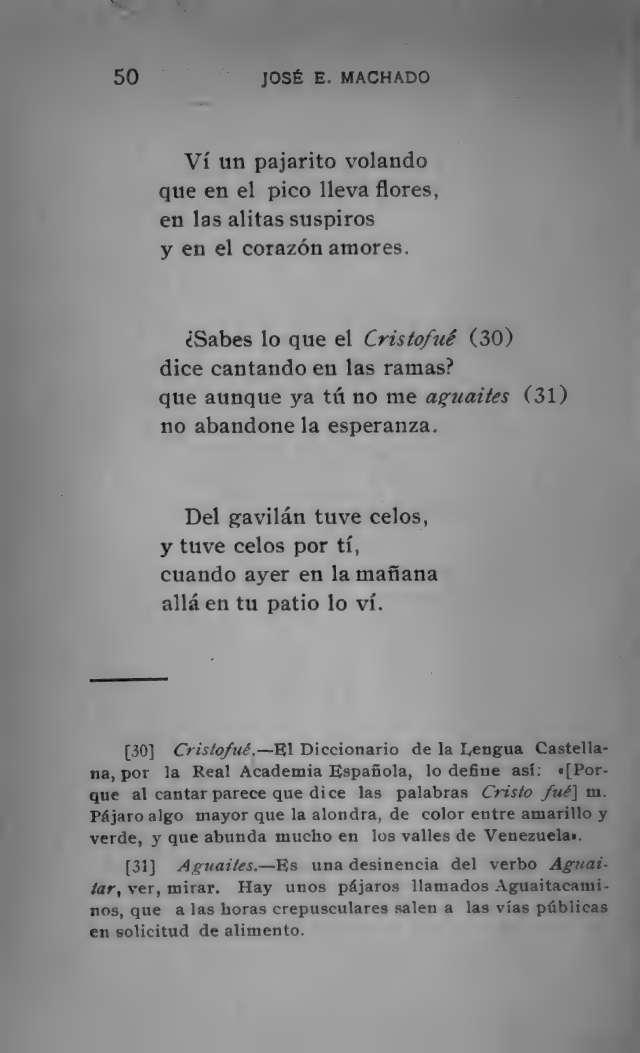 50 JOSÉ E. MACHADO
Ví un pajarito volando
que en el pico lleva flores,
en las alitas suspiros
y en el corazón amores.
¿Sabes lo que el Cristofué (30)
dice cantando en las ramas?
que aunque ya tú no me aguaites (31)
no abandone la esperanza.
Del gavilán tuve celos,
y tuve celos por tí,
cuando ayer en la mañana
allá en tu patio lo ví.
[30] Cristofué.—El Diccionario de la Lengua Castella-
na, por la Real Academia Española, lo define así: «[Por-
que al cantar parece que dice las palabras Cristo fué] m.
Pájaro algo mayor que la alondra, de color entre amarillo y
verde, y que abunda mucho en los valles de Venezuela».
[31] Aguaites.—Es una desinencia del verbo Aguai-
tar, ver, mirar. Hay unos pájaros llamados Aguaitacami-
nos, que a las horas crepusculares salen a las vías públicas
en solicitud de alimento.